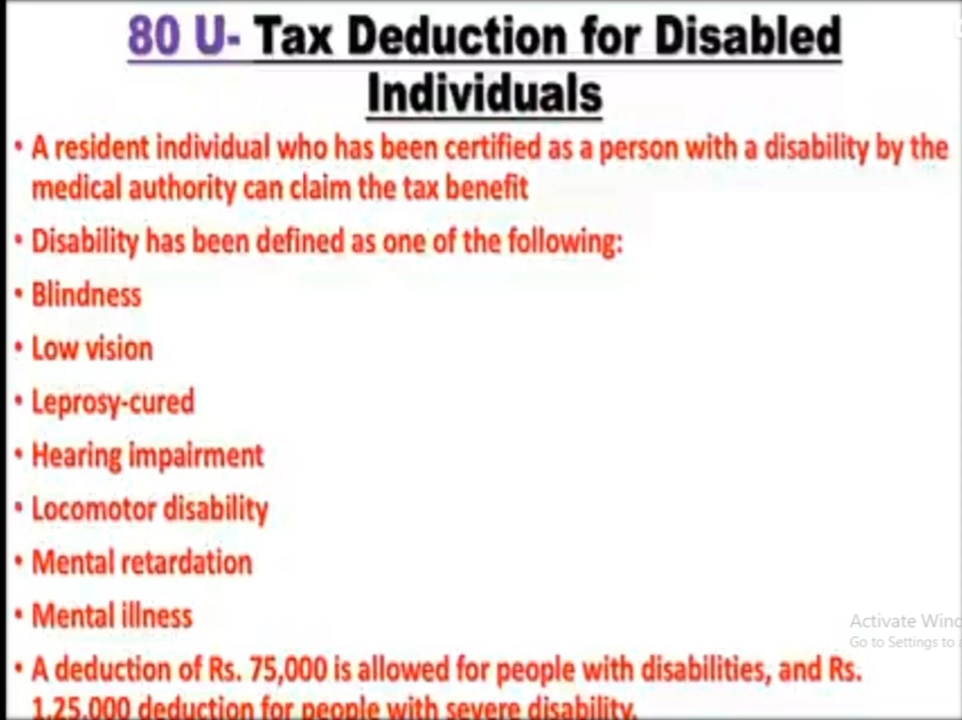 80 U- Tax Deduction for Disabled
Individuals
• A resident individual who has been certified as a person with a disability by the
medical authority can claim the tax benefit
• Disability has been defined as one of the following:
• Blindness
• Low vision
• Leprosy-cured
• Hearing impairment
• Locomotor disability
• Mental retardation
• Mental illness
Activate Wind
Go to Settings to
• A deduction of Rs. 75,000 is allowed for people with disabilities, and Rs.
1,25,000 deduction for people with severe disability.